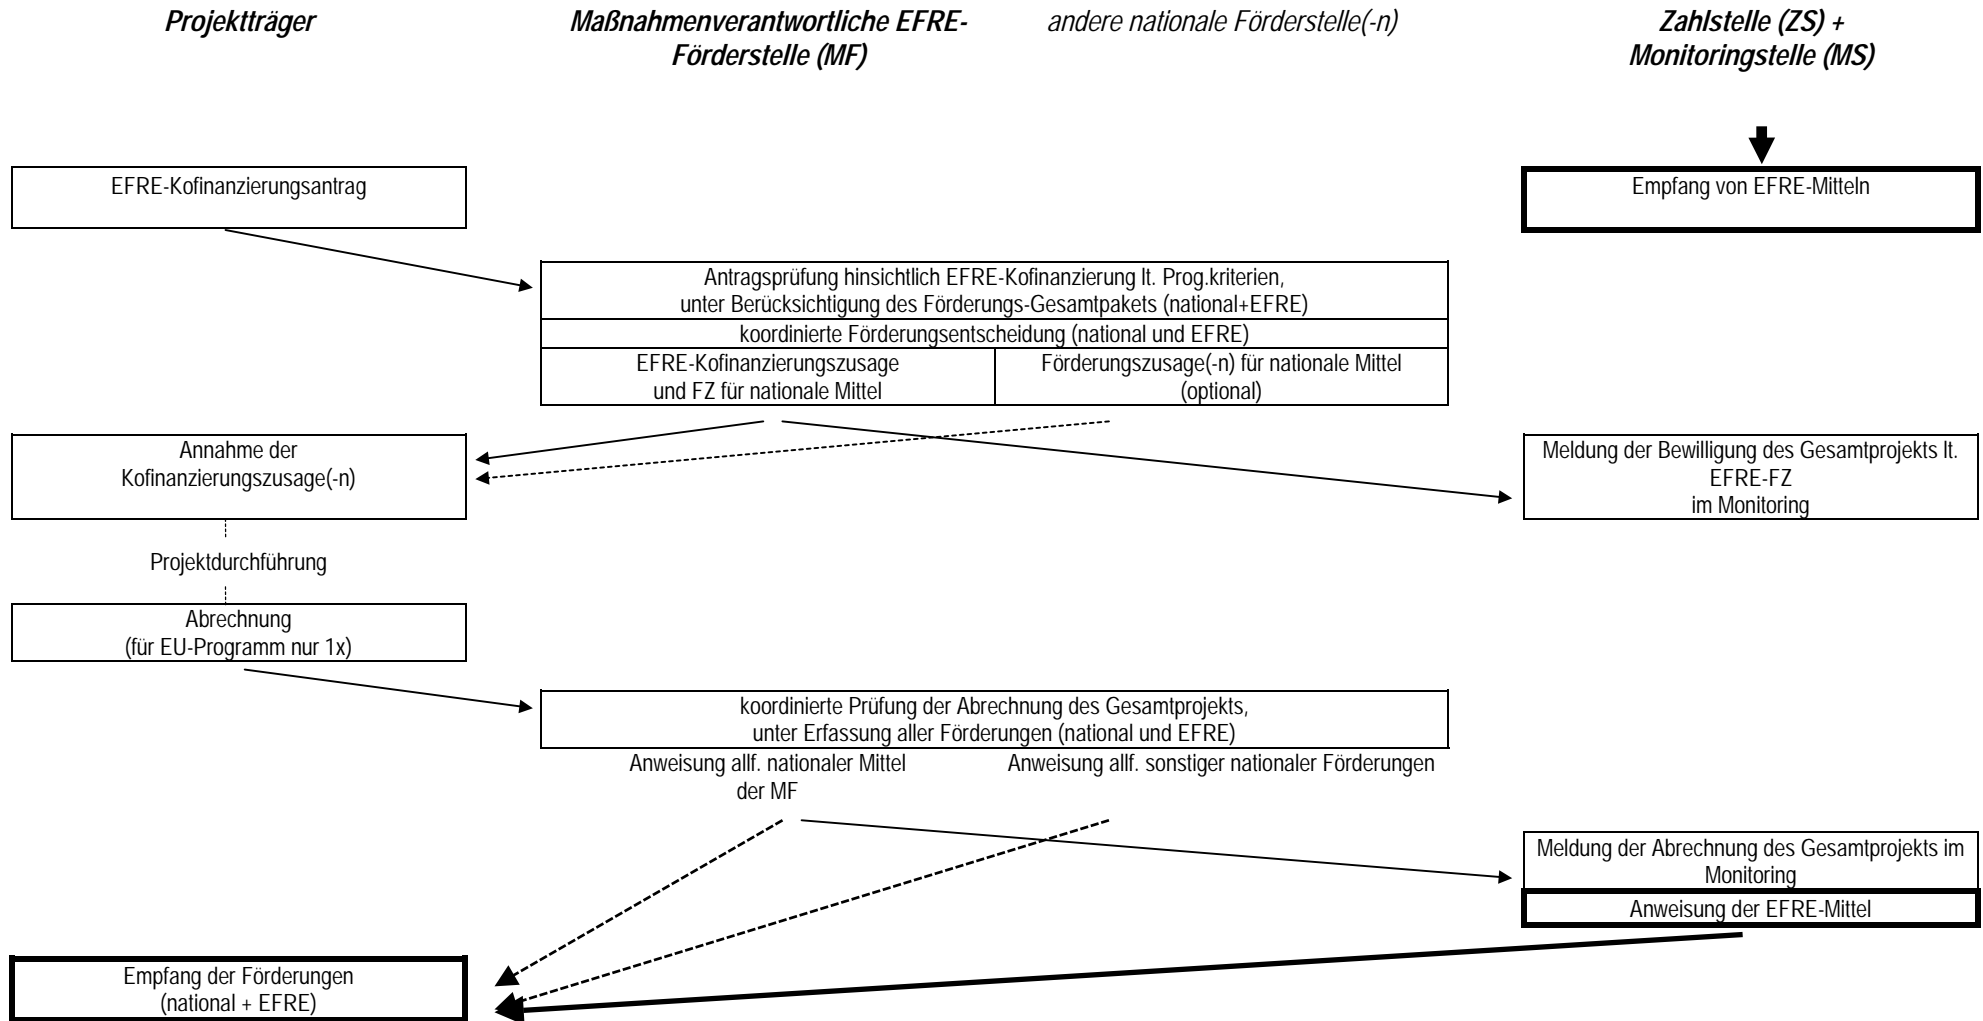 Projektträger
Maßnahmenverantwortliche EFRE-
Förderstelle (MF)
andere nationale Förderstelle(-n)
Zahlstelle (ZS) +
Monitoringstelle (MS)
EFRE-Kofinanzierungsantrag
Empfang von EFRE-Mitteln
Antragsprüfung hinsichtlich EFRE-Kofinanzierung lt. Prog.kriterien,
unter Berücksichtigung des Förderungs-Gesamtpakets (national+EFRE)
koordinierte Förderungsentscheidung (national und EFRE)
EFRE-Kofinanzierungszusage
und FZ für nationale Mittel
Förderungszusage(-n) für nationale Mittel
(optional)
Annahme der
Kofinanzierungszusage(-n)
Meldung der Bewilligung des Gesamtprojekts lt.
EFRE-FZ
im Monitoring
Projektdurchführung
Abrechnung
(für EU-Programm nur 1x)
koordinierte Prüfung der Abrechnung des Gesamtprojekts,
unter Erfassung aller Förderungen (national und EFRE)
Anweisung allf. nationaler Mittel
der MF
Anweisung allf. sonstiger nationaler Förderungen
Meldung der Abrechnung des Gesamtprojekts im
Monitoring
Anweisung der EFRE-Mittel
Empfang der Förderungen
(national + EFRE)